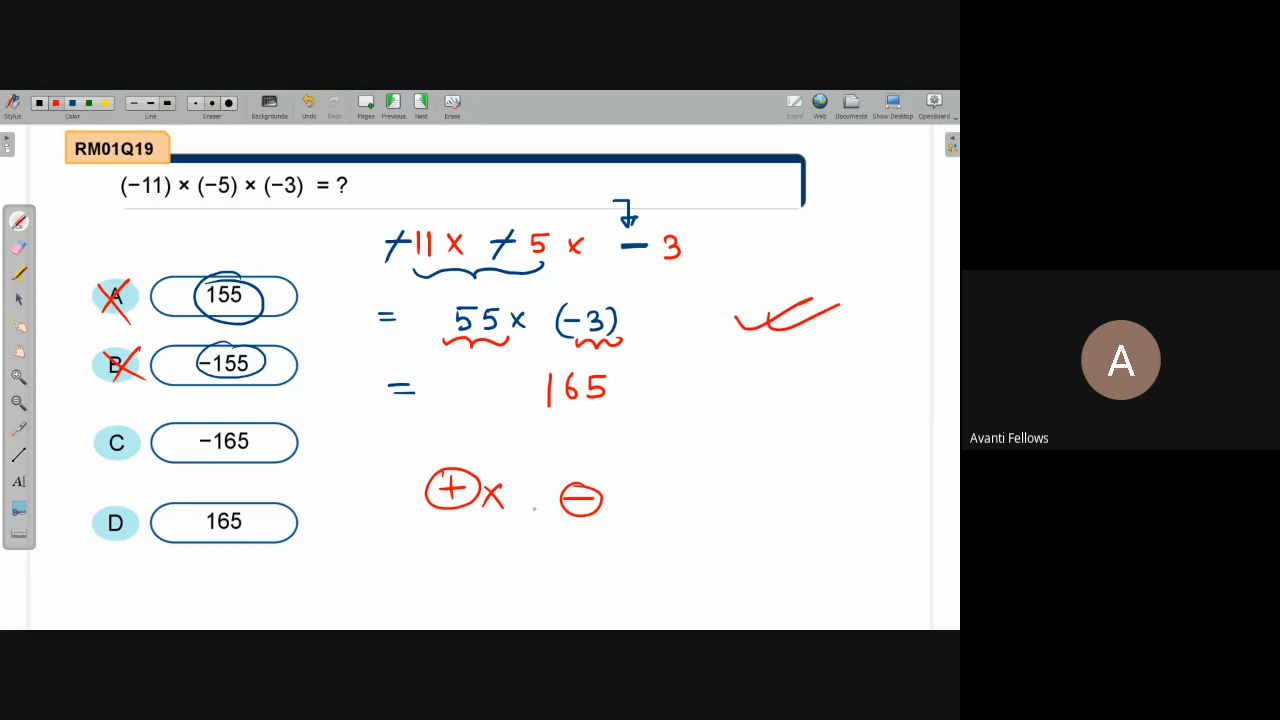 Stylus
Color
Line
Eraser
Backgrounds
Undo
Redo
Pages
Previous
Next
Erase
Board
Web
Documents
Show Desktop
OpenBoard
RM01Q19
(−11) × (−5) × (−3) = ?
−11 x −5 x −3
A 155
= 55 x (−3)
B −155
= 165
C −165
+ x −
D 165
A
Avanti Fellows